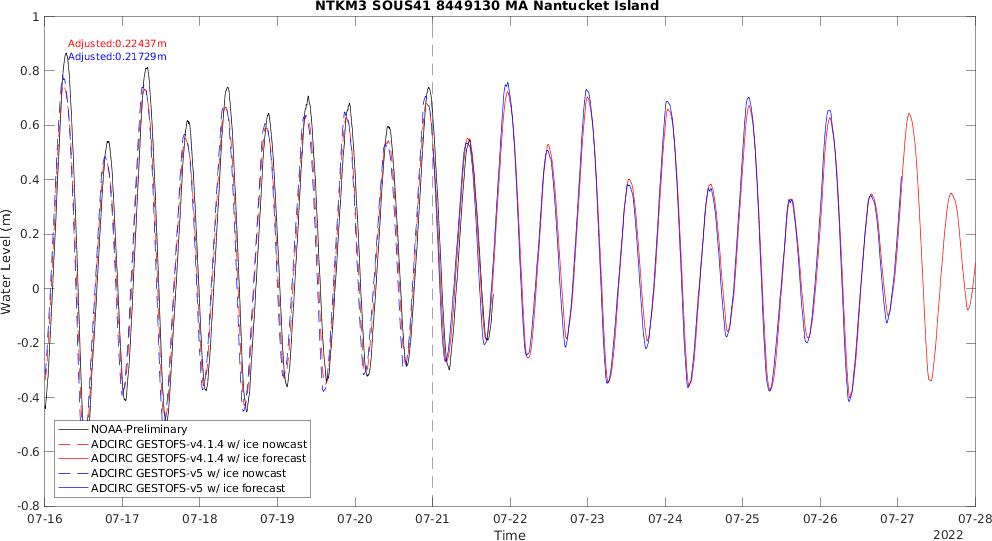 NTKM3 SOUS41 8449130 MA Nantucket Island
Adjusted:0.22437m
Adjusted:0.21729m
Water Level (m)
1
0.8
0.6
0.4
0.2
0
-0.2
-0.4
-0.6
-0.8
NOAA-Preliminary
ADCIRC GESTOFS-v4.1.4 w/ ice nowcast
ADCIRC GESTOFS-v4.1.4 w/ ice forecast
ADCIRC GESTOFS-v5 w/ ice nowcast
ADCIRC GESTOFS-v5 w/ ice forecast
07-16 07-17 07-18 07-19 07-20 07-21 07-22 07-23 07-24 07-25 07-26 07-27 07-28
Time
2022